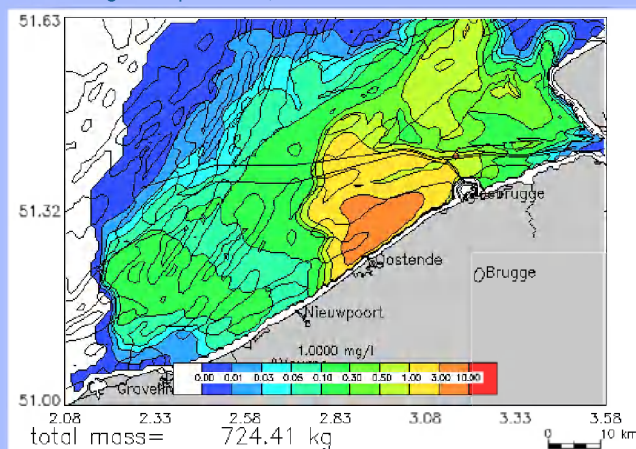 51.63
51.32
51.00
Oostende
Brugge
Nieuwpoort
1.0000 mg/l
0.00 0.01 0.03 0.05 0.10 0.30 0.50 1.00 3.00 10.00
2.08 2.33 2.58 2.83 3.08 3.33 3.58
total mass= 724.41 kg
0 10 km